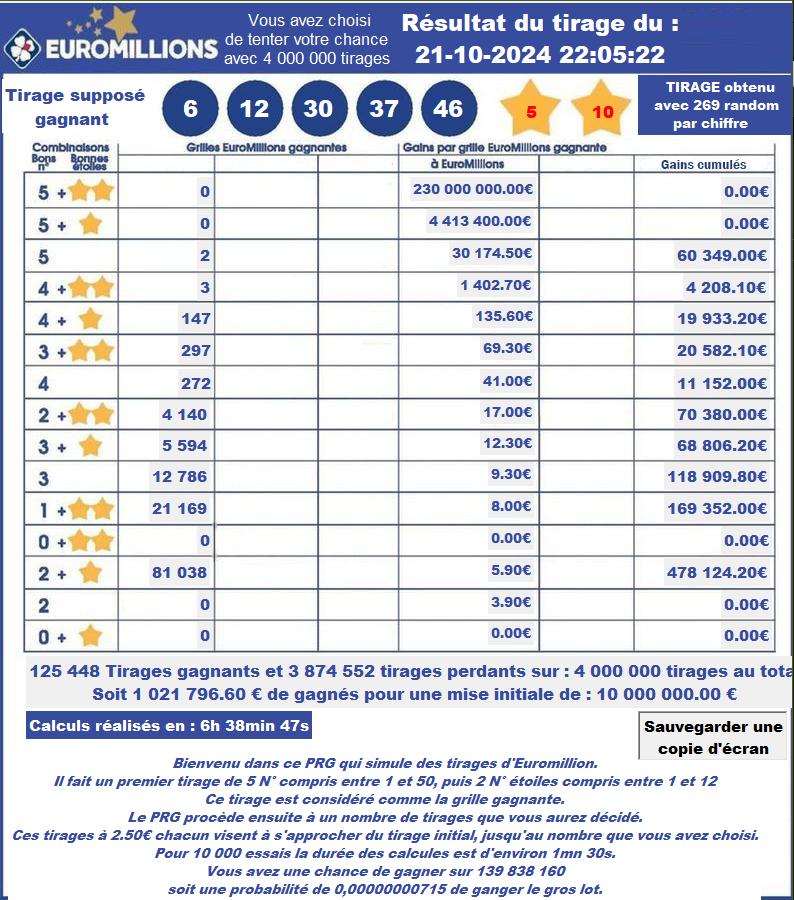 EUROMILLIONS
Vous avez choisi
de tenter votre chance
avec 4 000 000 tirages
Résultat du tirage du :
21-10-2024 22:05:22
Tirage supposé
gagnant
6 12 30 37 46 5 10
TIRAGE obtenu
avec 269 random
par chiffre
Combinaisons
Bons n° Bonnes étoiles
Grilles EuroMillions gagnantes
Gains par grille EuroMillions gagnante
à EuroMillions
Gains cumulés
5 + 0 230 000 000.00€ 0.00€
5 + 0 4 413 400.00€ 0.00€
5 2 30 174.50€ 60 349.00€
4 + 3 1 402.70€ 4 208.10€
4 + 147 135.60€ 19 933.20€
3 + 297 69.30€ 20 582.10€
4 272 41.00€ 11 152.00€
2 + 4 140 17.00€ 70 380.00€
3 + 5 594 12.30€ 68 806.20€
3 12 786 9.30€ 118 909.80€
1 + 21 169 8.00€ 169 352.00€
0 + 0 0.00€ 0.00€
2 + 81 038 5.90€ 478 124.20€
2 0 3.90€ 0.00€
0 + 0 0.00€ 0.00€
125 448 Tirages gagnants et 3 874 552 tirages perdants sur : 4 000 000 tirages au tota
Soit 1 021 796.60 € de gagnés pour une mise initiale de : 10 000 000.00 €
Calculs réalisés en : 6h 38min 47s
Sauvegarder une
copie d'écran
Bienvenu dans ce PRG qui simule des tirages d'Euromillion.
Il fait un premier tirage de 5 N° compris entre 1 et 50, puis 2 N° étoiles compris entre 1 et 12
Ce tirage est considéré comme la grille gagnante.
Le PRG procède ensuite à un nombre de tirages que vous aurez décidé.
Ces tirages à 2.50€ chacun visent à s'approcher du tirage initial, jusqu'au nombre que vous avez choisi.
Pour 10 000 essais la durée des calcules est d'environ 1mn 30s.
Vous avez une chance de gagner sur 139 838 160
soit une probabilité de 0,00000000715 de ganger le gros lot.